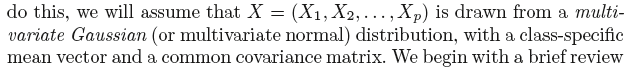 do this, we will assume that X = (X₁, X₂, . . . , Xₚ) is drawn from a multi-
variate Gaussian (or multivariate normal) distribution, with a class-specific
mean vector and a common covariance matrix. We begin with a brief review